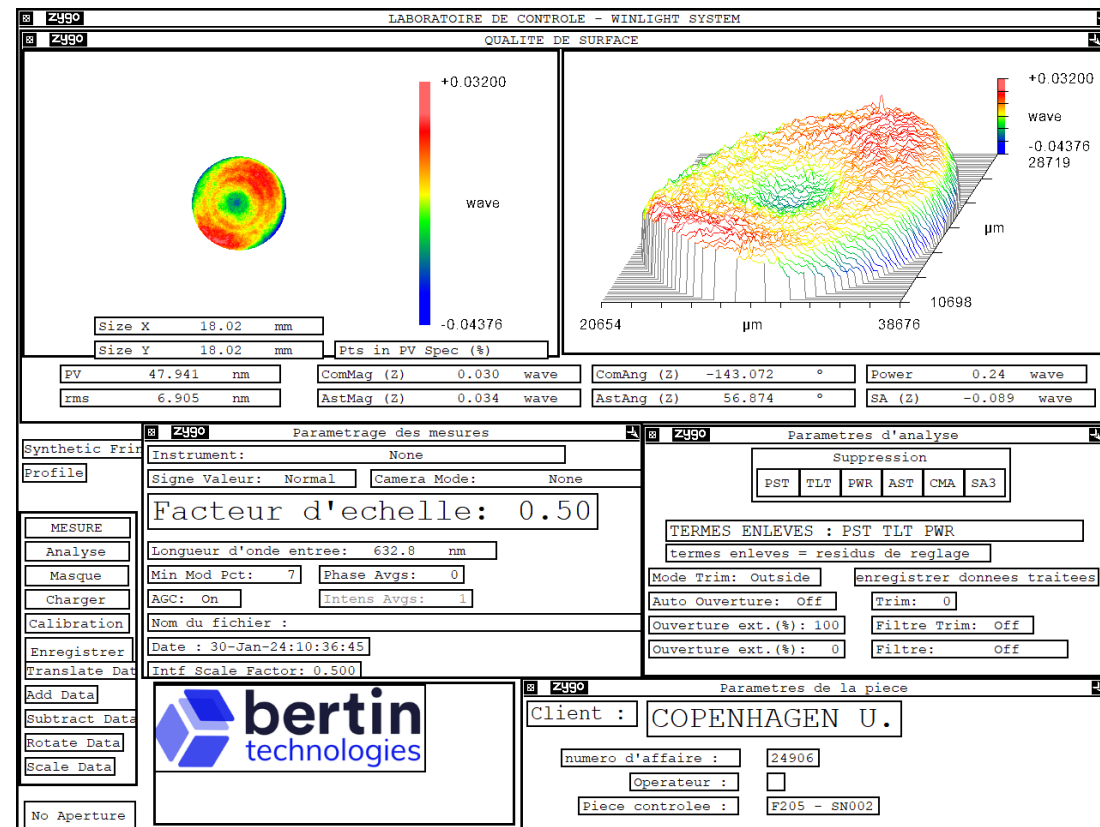 zygo LABORATOIRE DE CONTROLE - WINLIGHT SYSTEM
zygo QUALITE DE SURFACE
+0.03200
wave
-0.04376
+0.03200
wave
-0.04376
28719
µm
10698
20654 µm 38676
Size X 18.02 mm
Size Y 18.02 mm
Pts in PV Spec (%)
PV 47.941 nm
ComMag (Z) 0.030 wave
ComAng (Z) -143.072 °
Power 0.24 wave
rms 6.905 nm
AstMag (Z) 0.034 wave
AstAng (Z) 56.874 °
SA (Z) -0.089 wave
Synthetic Frin
Profile
MESURE
Analyse
Masque
Charger
Calibration
Enregistrer
Translate Dat
Add Data
Subtract Data
Rotate Data
Scale Data
No Aperture
zygo Parametrage des mesures
Instrument: None
Signe Valeur: Normal
Camera Mode: None
Facteur d'echelle: 0.50
Longueur d'onde entree: 632.8 nm
Min Mod Pct: 7
Phase Avgs: 0
AGC: On
Intens Avgs: 1
Nom du fichier :
Date : 30-Jan-24:10:36:45
Intf Scale Factor: 0.500
bertin
technologies
zygo Parametres d'analyse
Suppression
PST TLT PWR AST CMA SA3
TERMES ENLEVES : PST TLT PWR
termes enleves = residus de reglage
Mode Trim: Outside
enregistrer donnees traitees
Auto Ouverture: Off
Trim: 0
Ouverture ext.(%): 100
Filtre Trim: Off
Ouverture ext.(%): 0
Filtre: Off
zygo Parametres de la piece
Client : COPENHAGEN U.
numero d'affaire : 24906
Operateur :
Piece controlee : F205 - SN002